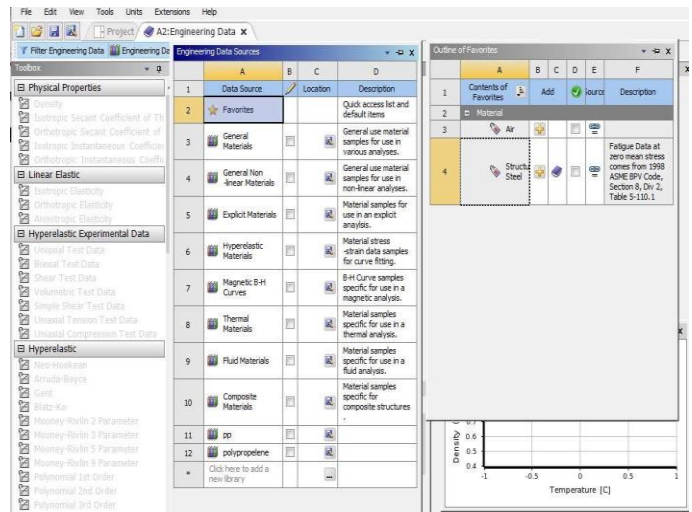 File Edit View Tools Units Extensions Help
Project A2:Engineering Data X
Filter Engineering Data Engineering Da
Toolbox
Physical Properties
Density
Isotropic Secant Coefficient of Th
Orthotropic Secant Coefficient of
Isotropic Instantaneous Coefficien
Orthotropic Instantaneous Coeffi
Linear Elastic
Isotropic Elasticity
Orthotropic Elasticity
Anisotropic Elasticity
Hyperelastic Experimental Data
Uniaxial Test Data
Biaxial Test Data
Shear Test Data
Volumetric Test Data
Simple Shear Test Data
Uniaxial Tension Test Data
Uniaxial Compression Test Data
Hyperelastic
Neo-Hookean
Arruda-Boyce
Gent
Blatz-Ko
Mooney-Rivlin 2 Parameter
Mooney-Rivlin 3 Parameter
Mooney-Rivlin 5 Parameter
Mooney-Rivlin 9 Parameter
Polynomial 1st Order
Polynomial 2nd Order
Polynomial 3rd Order
Engineering Data Sources
A B C D
1 Data Source Location Description
2 Favorites
Quick access list and
default items
3 General
Materials
General use material
samples for use in
various analyses.
4 General Non
-linear Materials
General use material
samples for use in
non-linear analyses.
5 Explicit Materials
Material samples for
use in an explicit
anaylsis.
6 Hyperelastic
Materials
Material stress
-strain data samples
for curve fitting.
7 Magnetic B-H
Curves
B-H Curve samples
specific for use in a
magnetic analysis.
8 Thermal
Materials
Material samples
specific for use in a
thermal analysis.
9 Fluid Materials
Material samples
specific for use in a
fluid analysis.
10 Composite
Materials
Material samples
specific for
composite structures
.
11 pp
12 polypropelene
* Click here to add a
new library
...
Outline of Favorites
A B C D E F
1 Contents of
Favorites
Add Sourc Description
2 Material
3 Air
4 Structu
Steel
Fatigue Data at
zero mean stress
comes from 1998
ASME BPV Code,
Section 8, Div 2,
Table 5-110.1
Density (
0.7
0.6
0.5
0.4
-1 -0.5 0 0.5 1
Temperature [C]